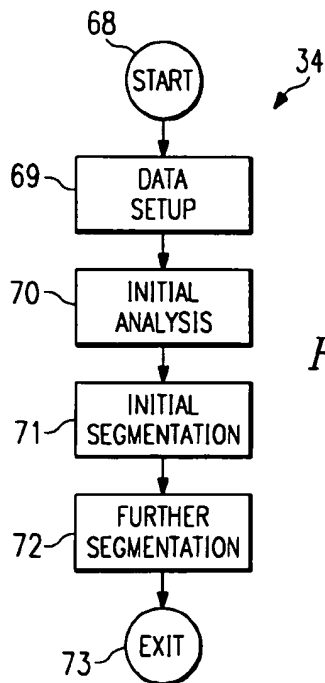 68
START
34
69
DATA
SETUP
70
INITIAL
ANALYSIS
F
71
INITIAL
SEGMENTATION
72
FURTHER
SEGMENTATION
73
EXIT